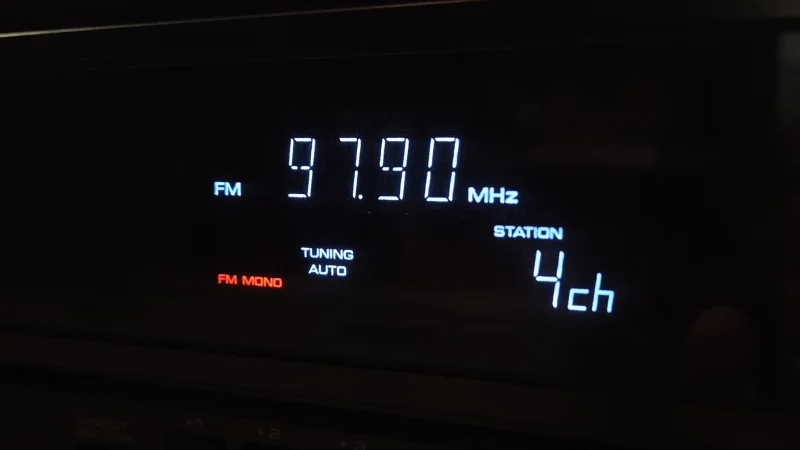 FM 97.90 MHz
STATION
4ch
TUNING
AUTO
FM MONO